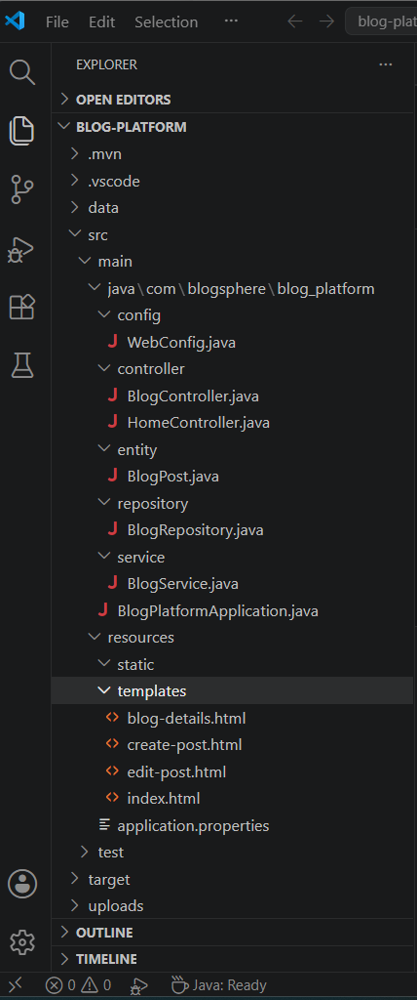 File Edit Selection ··· blog-plat
EXPLORER ···
OPEN EDITORS
BLOG-PLATFORM
.mvn
.vscode
data
src
main
java\com\blogsphere\blog_platform
config
J WebConfig.java
controller
J BlogController.java
J HomeController.java
entity
J BlogPost.java
repository
J BlogRepository.java
service
J BlogService.java
J BlogPlatformApplication.java
resources
static
templates
<> blog-details.html
<> create-post.html
<> edit-post.html
<> index.html
application.properties
test
target
uploads
OUTLINE
TIMELINE
0 0 Java: Ready